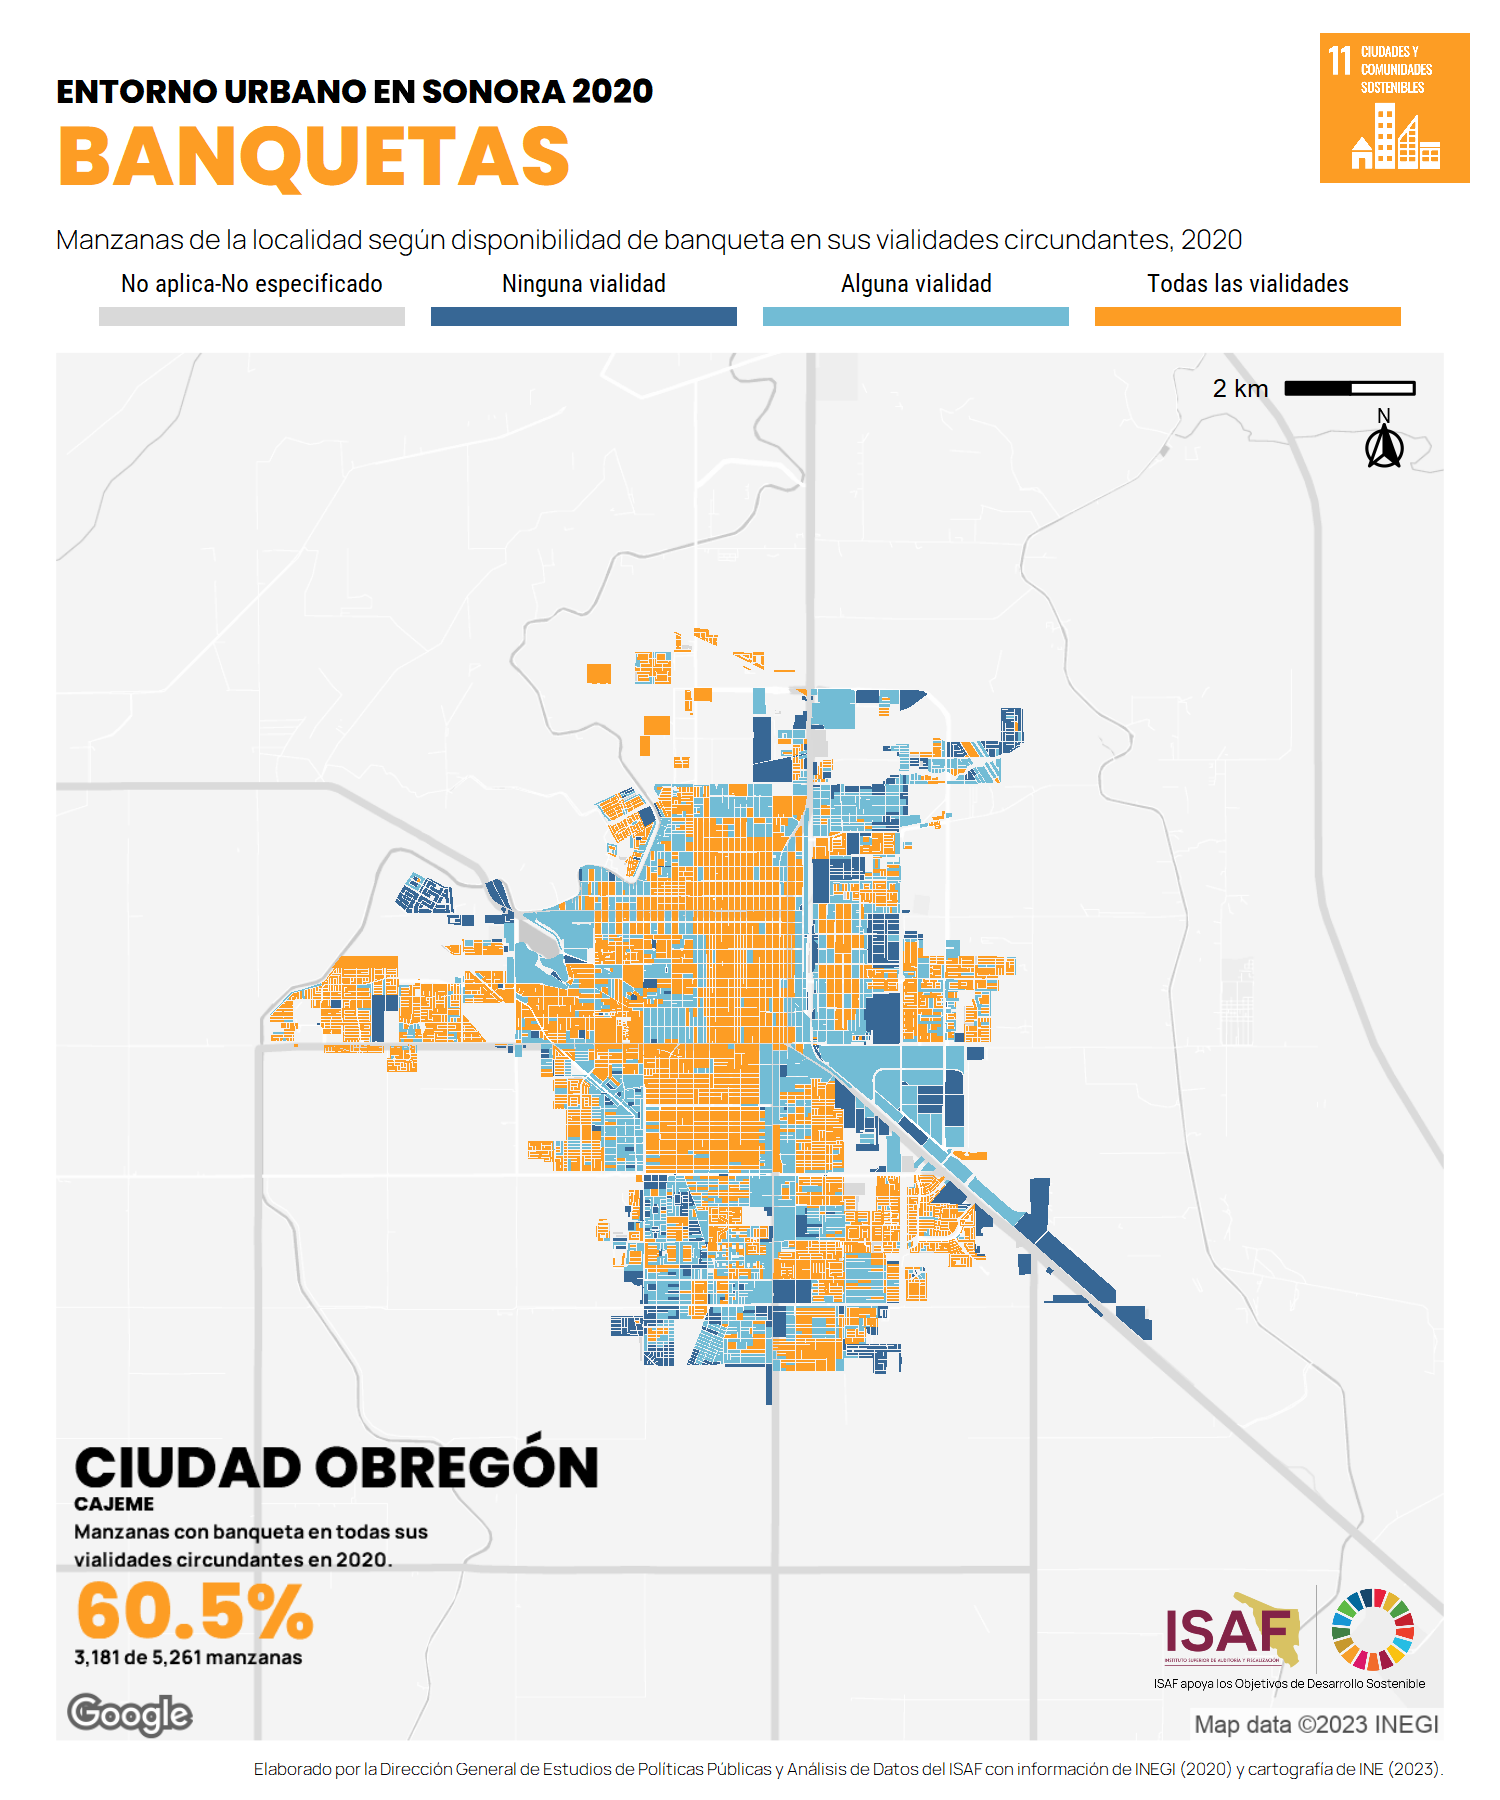 11 CIUDADES Y
COMUNIDADES
SOSTENIBLES
ENTORNO URBANO EN SONORA 2020
BANQUETAS
Manzanas de la localidad según disponibilidad de banqueta en sus vialidades circundantes, 2020
No aplica-No especificado Ninguna vialidad Alguna vialidad Todas las vialidades
2 km
N
CIUDAD OBREGÓN
CAJEME
Manzanas con banqueta en todas sus
vialidades circundantes en 2020.
60.5%
3,181 de 5,261 manzanas
ISAF
INSTITUTO SUPERIOR DE AUDITORÍA Y FISCALIZACIÓN
ISAF apoya los Objetivos de Desarrollo Sostenible
Google
Map data ©2023 INEGI
Elaborado por la Dirección General de Estudios de Políticas Públicas y Análisis de Datos del ISAF con información de INEGI (2020) y cartografía de INE (2023).